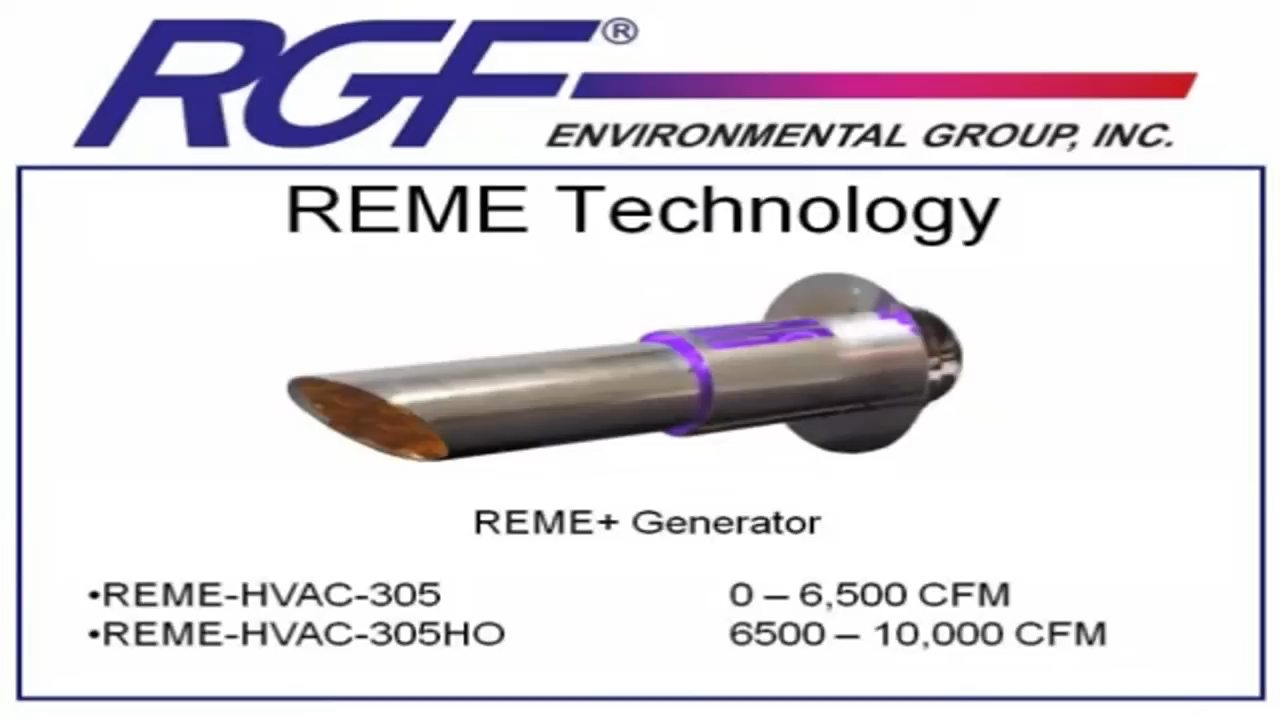 RGF®
ENVIRONMENTAL GROUP, INC.
REME Technology
REME+ Generator
•REME-HVAC-305 0 – 6,500 CFM
•REME-HVAC-305HO 6500 – 10,000 CFM